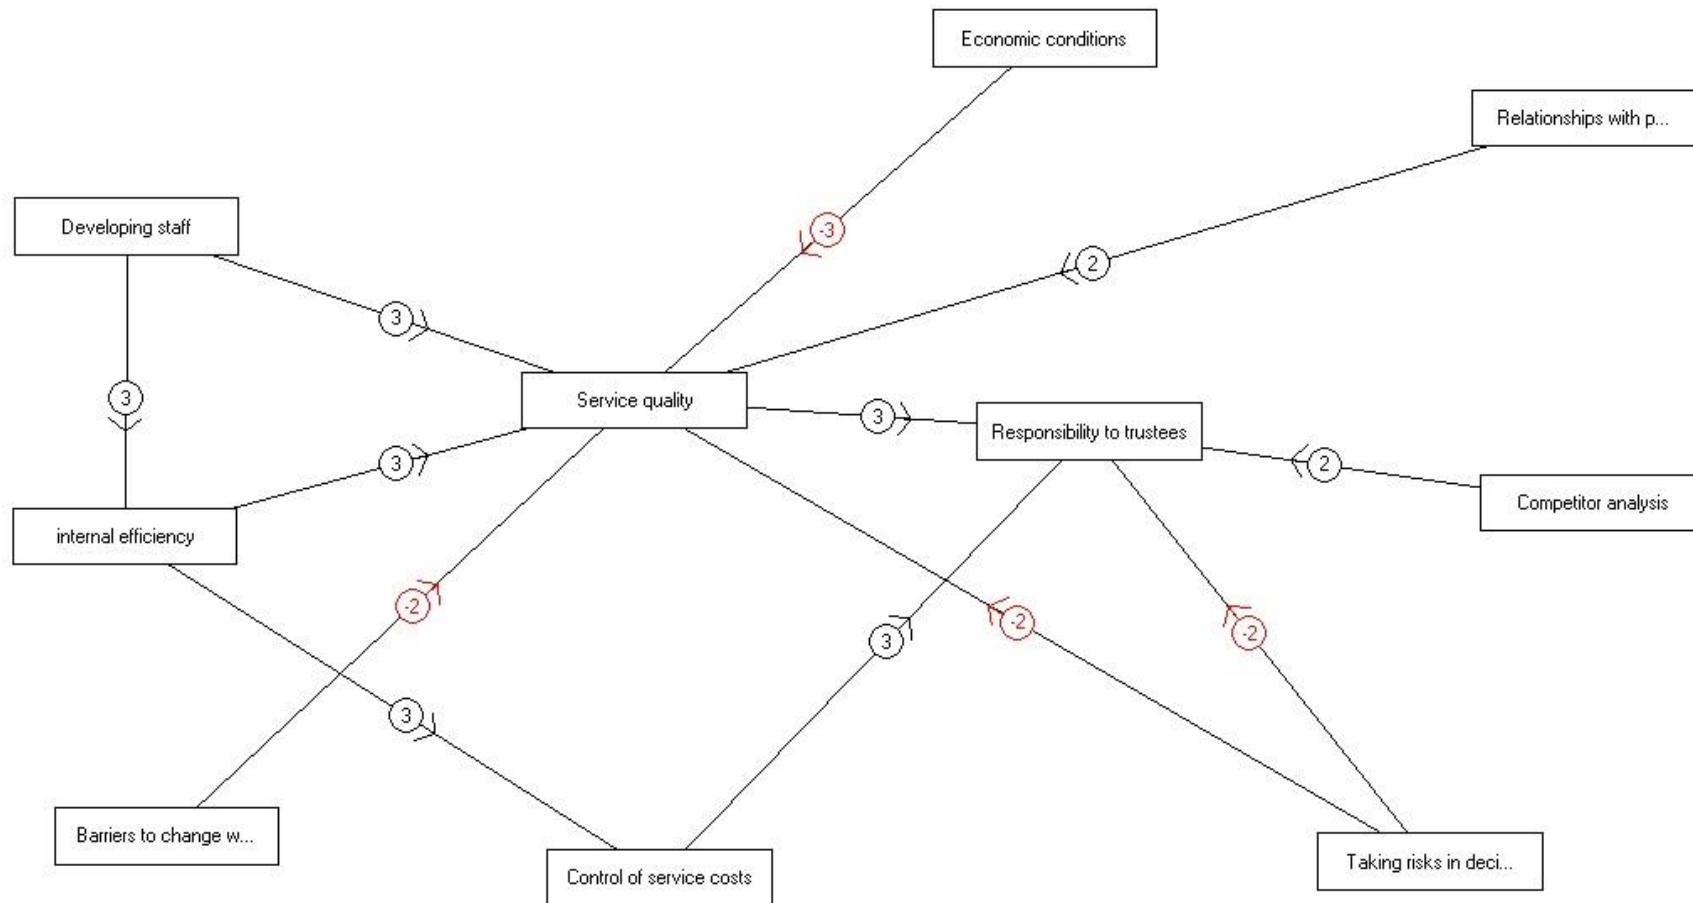 Economic conditions
Relationships with p...
Developing staff
-3
2
3
3
Service quality
3
Responsibility to trustees
3
2
Competitor analysis
internal efficiency
-2
-2
-2
3
3
Barriers to change w...
Control of service costs
Taking risks in deci...